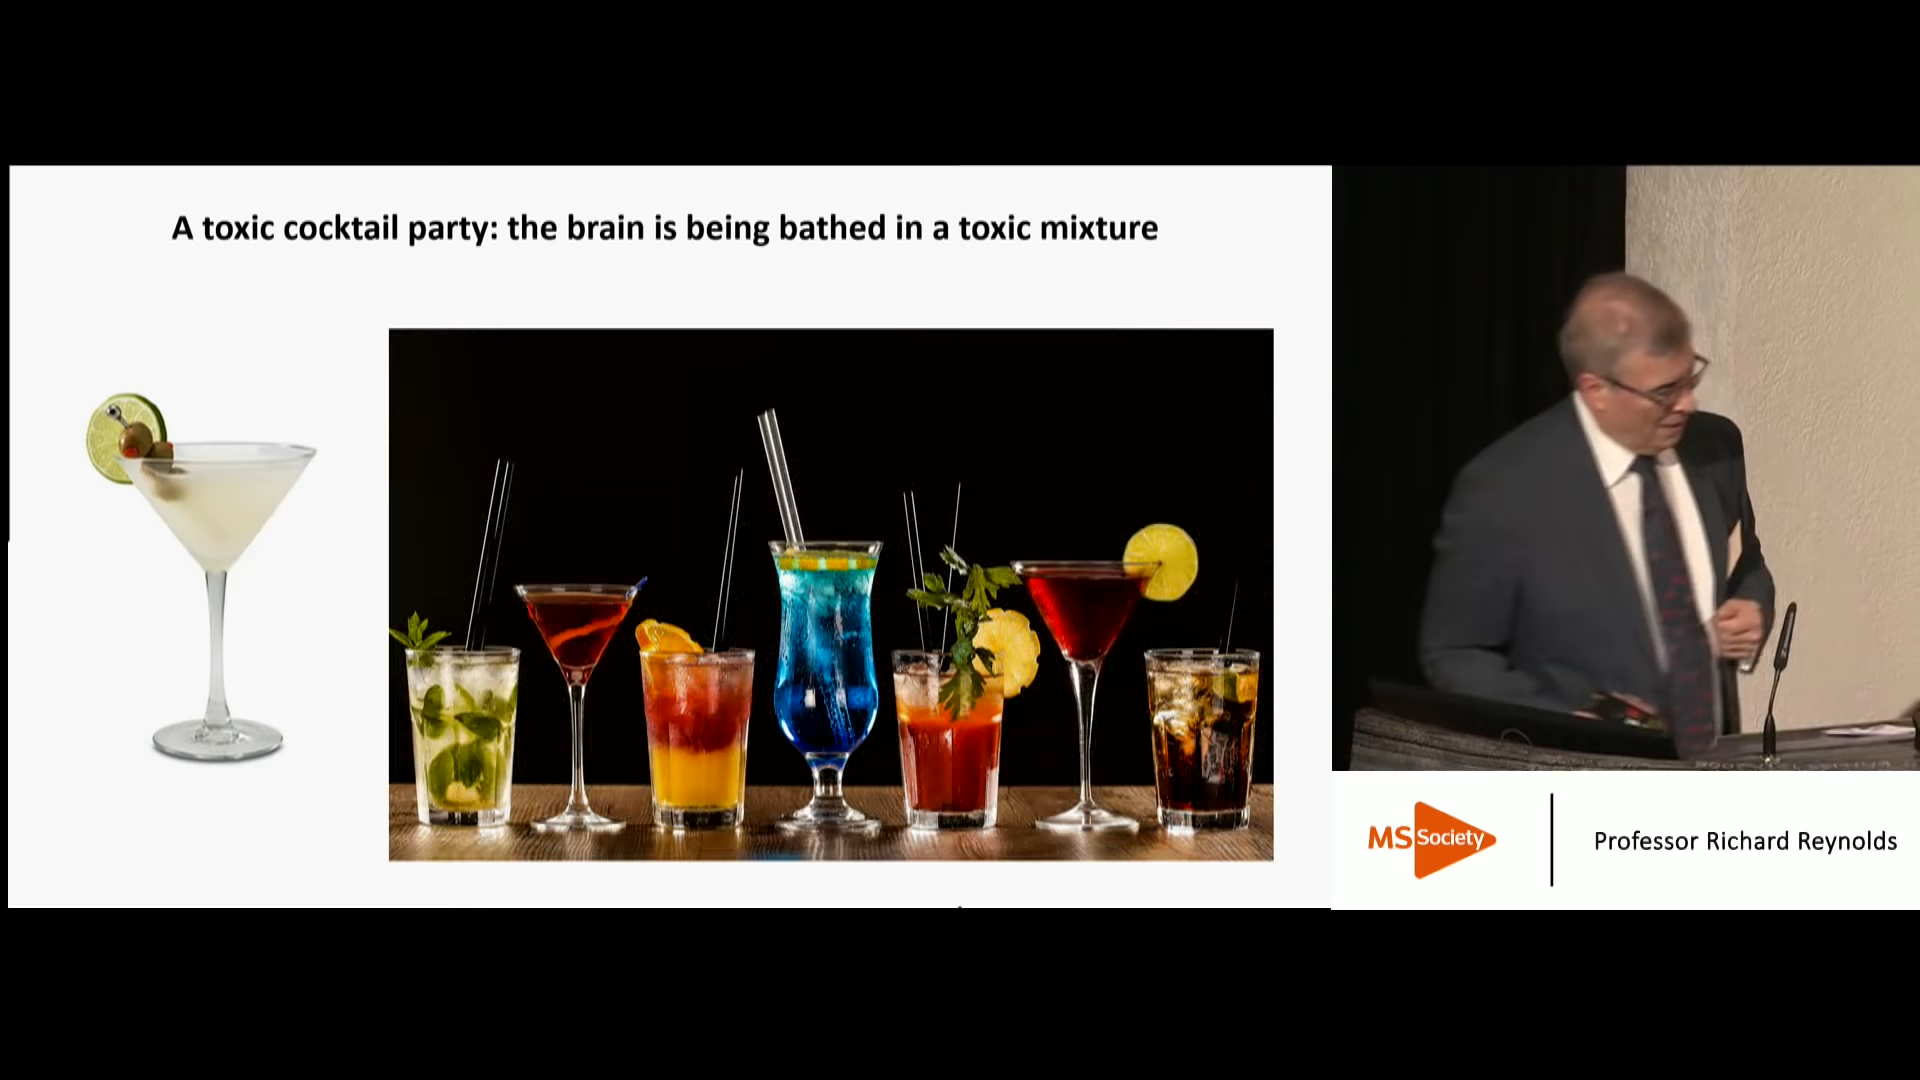 A toxic cocktail party: the brain is being bathed in a toxic mixture
MS Society
Professor Richard Reynolds